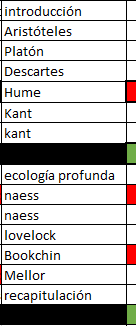 introducción
Aristóteles
Platón
Descartes
Hume
Kant
kant
ecología profunda
naess
naess
lovelock
Bookchin
Mellor
recapitulación